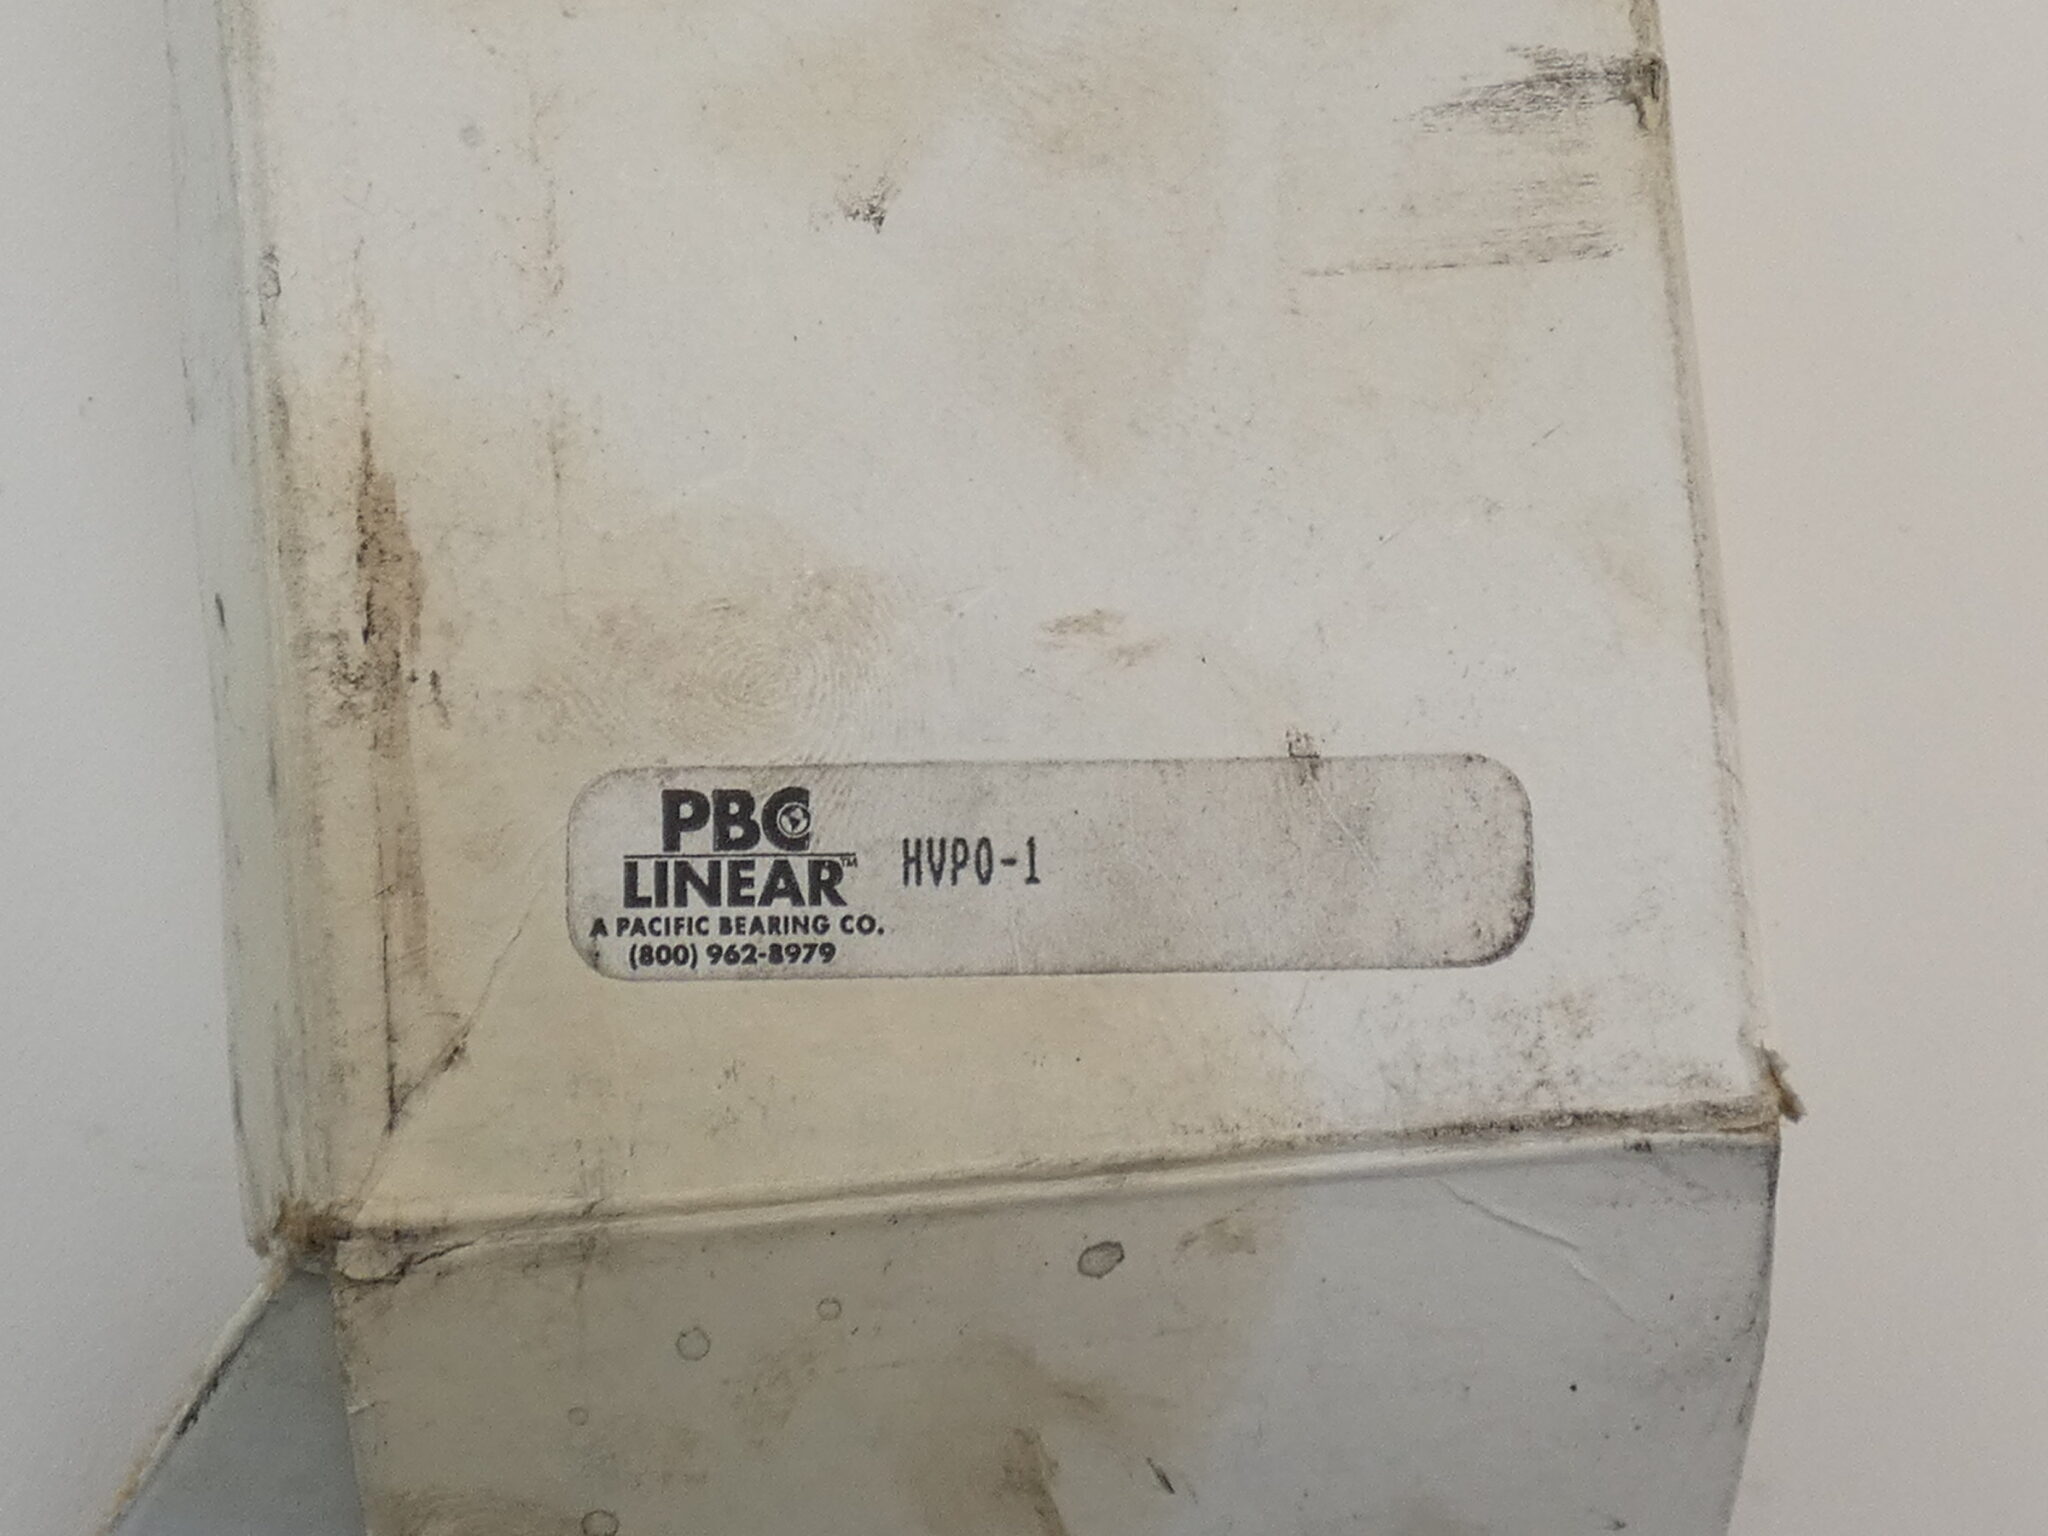 PBC
LINEAR™
A PACIFIC BEARING CO.
(800) 962-8979
HVP0-1